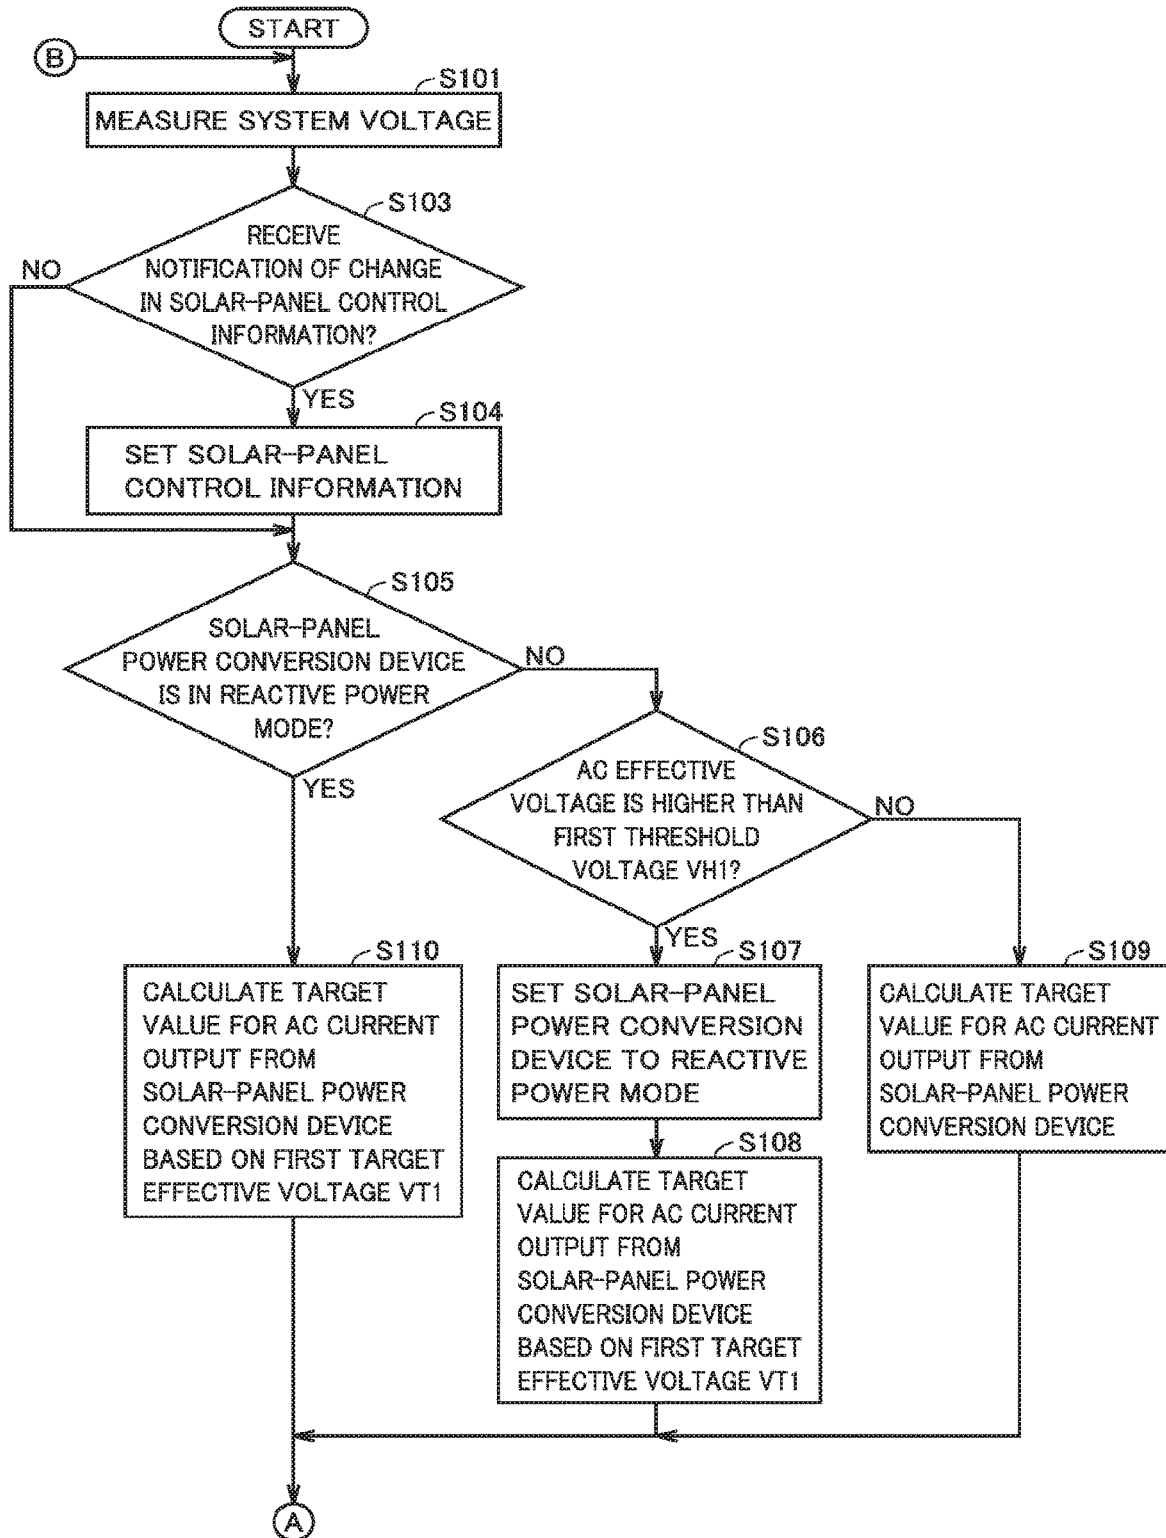 START
B
S101
MEASURE SYSTEM VOLTAGE
S103
RECEIVE
NOTIFICATION OF CHANGE
IN SOLAR-PANEL CONTROL
INFORMATION?
NO
YES
S104
SET SOLAR-PANEL
CONTROL INFORMATION
S105
SOLAR-PANEL
POWER CONVERSION DEVICE
IS IN REACTIVE POWER
MODE?
NO
YES
S106
AC EFFECTIVE
VOLTAGE IS HIGHER THAN
FIRST THRESHOLD
VOLTAGE VH1?
NO
YES
S110
CALCULATE TARGET
VALUE FOR AC CURRENT
OUTPUT FROM
SOLAR-PANEL POWER
CONVERSION DEVICE
BASED ON FIRST TARGET
EFFECTIVE VOLTAGE VT1
S107
SET SOLAR-PANEL
POWER CONVERSION
DEVICE TO REACTIVE
POWER MODE
S109
CALCULATE TARGET
VALUE FOR AC CURRENT
OUTPUT FROM
SOLAR-PANEL POWER
CONVERSION DEVICE
S108
CALCULATE TARGET
VALUE FOR AC CURRENT
OUTPUT FROM
SOLAR-PANEL POWER
CONVERSION DEVICE
BASED ON FIRST TARGET
EFFECTIVE VOLTAGE VT1
A